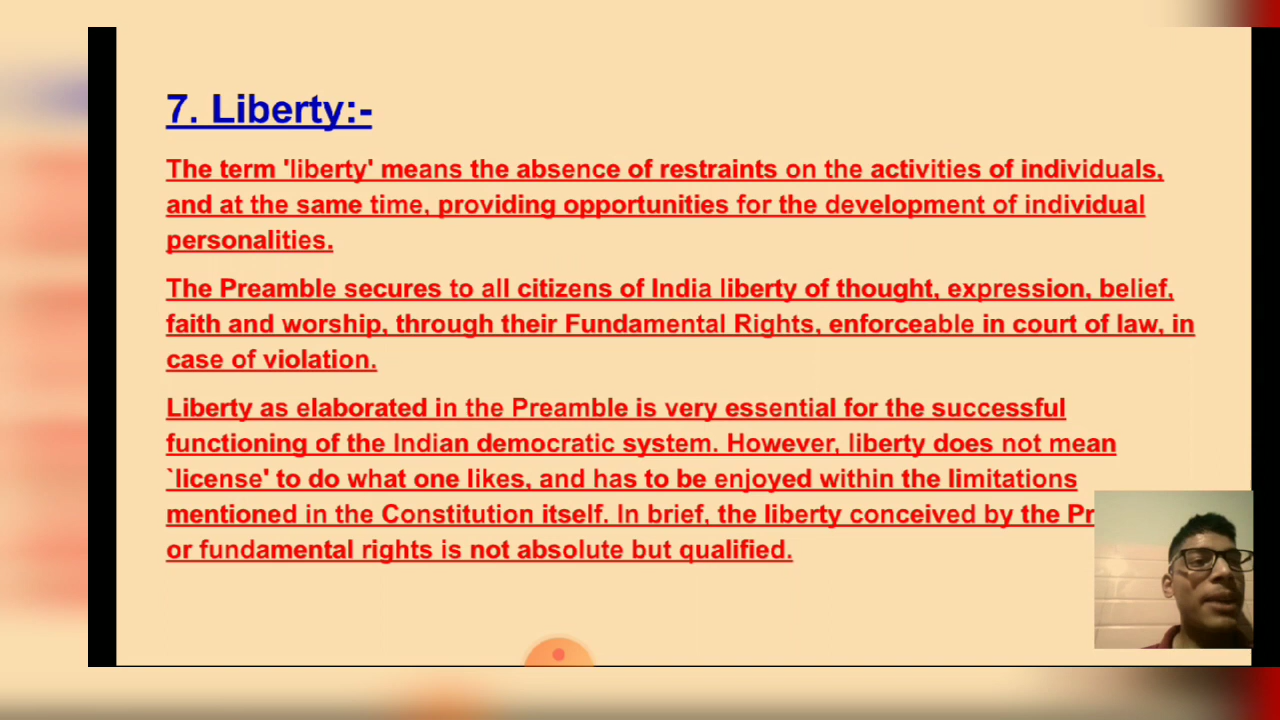 7. Liberty:-
The term 'liberty' means the absence of restraints on the activities of individuals,
and at the same time, providing opportunities for the development of individual
personalities.
The Preamble secures to all citizens of India liberty of thought, expression, belief,
faith and worship, through their Fundamental Rights, enforceable in court of law, in
case of violation.
Liberty as elaborated in the Preamble is very essential for the successful
functioning of the Indian democratic system. However, liberty does not mean
`license' to do what one likes, and has to be enjoyed within the limitations
mentioned in the Constitution itself. In brief, the liberty conceived by the
or fundamental rights is not absolute but qualified.